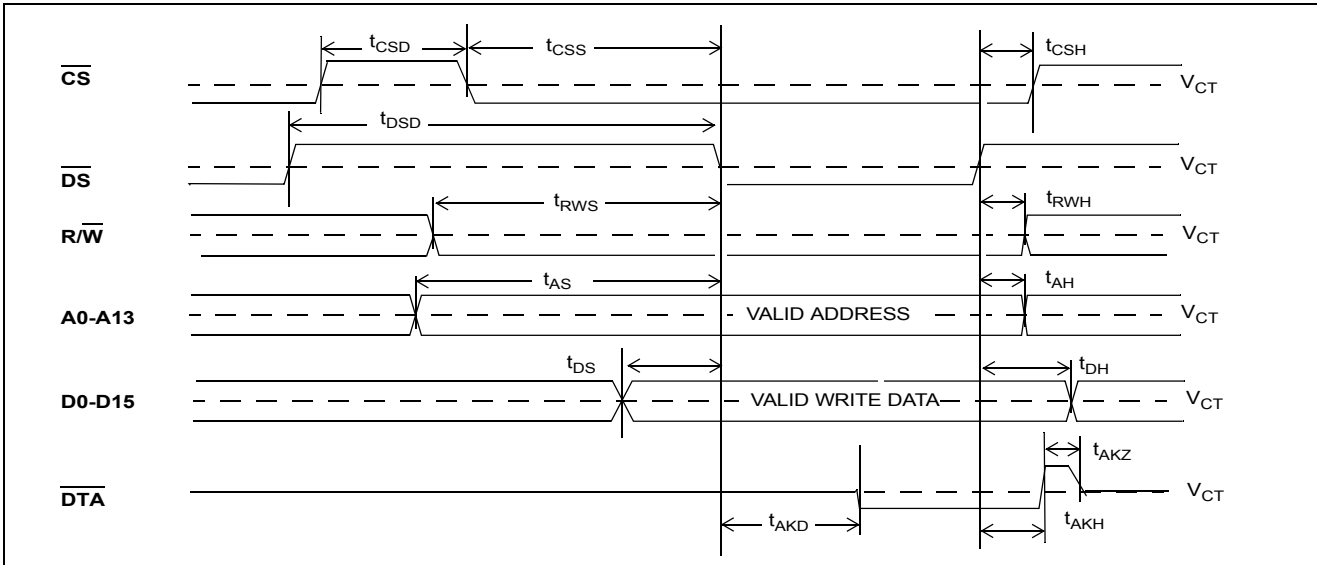 tCSD
tCSS
tCSH
CS
VCT
tDSD
DS
VCT
tRWS
tRWH
R/W
VCT
tAS
tAH
A0-A13
VALID ADDRESS
VCT
tDS
tDH
D0-D15
VALID WRITE DATA
VCT
tAKZ
DTA
VCT
tAKD
tAKH